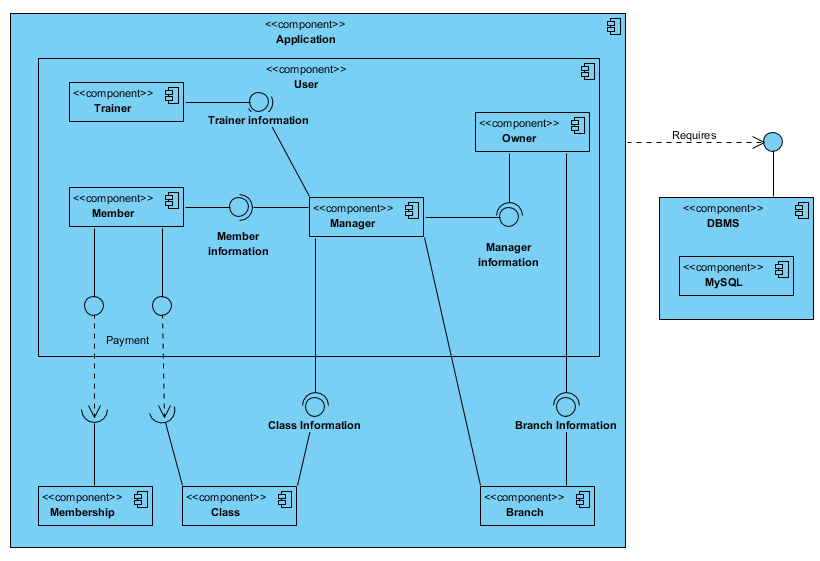 <<component>>
Application
<<component>>
User
<<component>>
Trainer
Trainer information
<<component>>
Owner
Requires
<<component>>
Member
Member
information
<<component>>
Manager
Manager
information
<<component>>
DBMS
<<component>>
MySQL
Payment
Class Information
Branch Information
<<component>>
Membership
<<component>>
Class
<<component>>
Branch